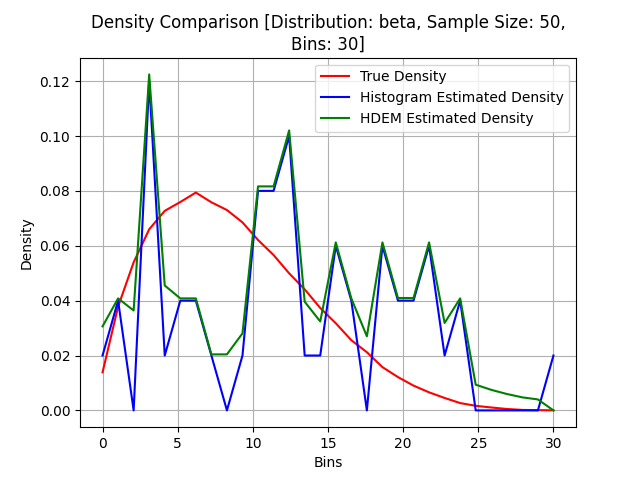 Density Comparison [Distribution: beta, Sample Size: 50,
Bins: 30]
True Density
Histogram Estimated Density
HDEM Estimated Density
Density
0.12
0.10
0.08
0.06
0.04
0.02
0.00
0 5 10 15 20 25 30
Bins